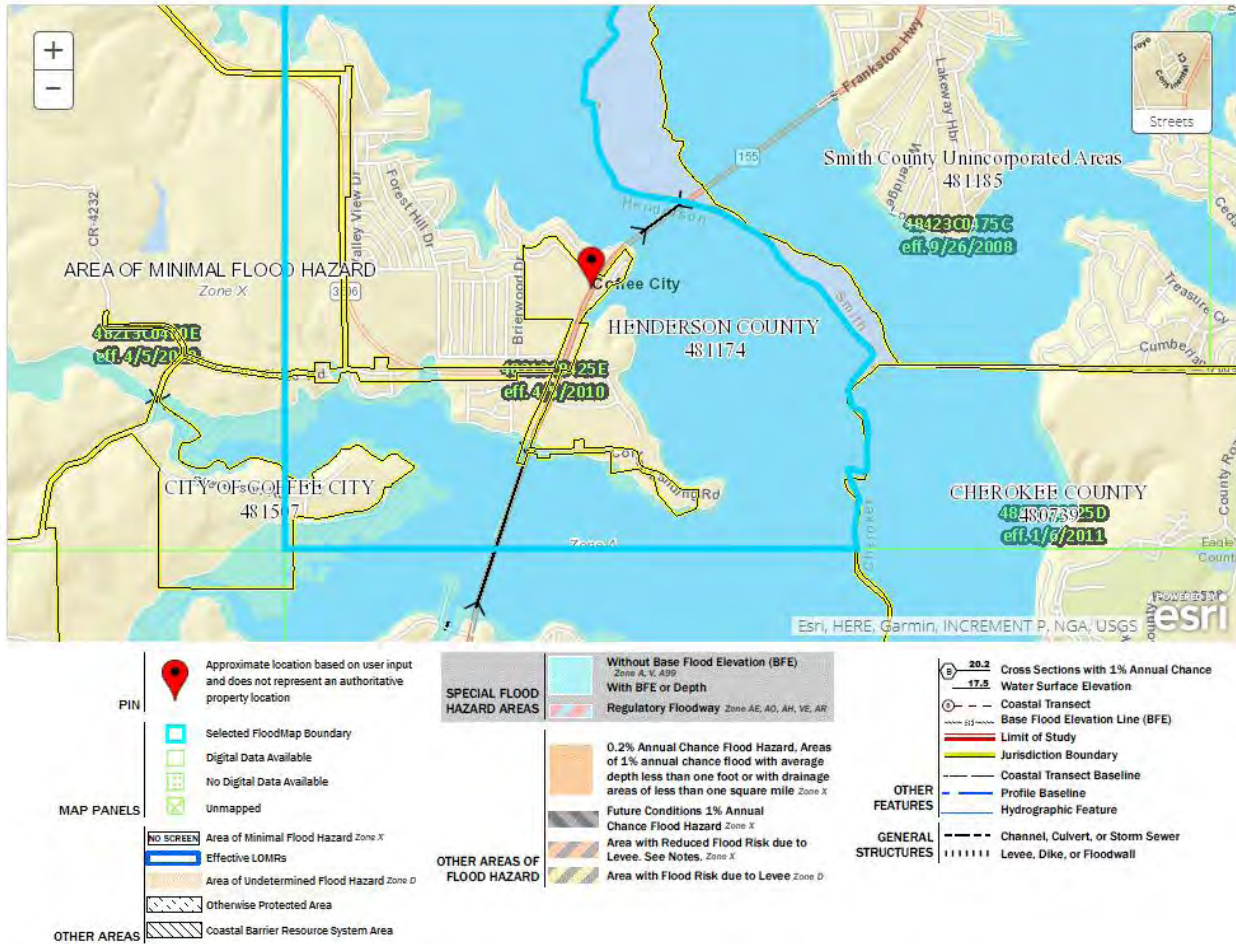 +
−
Frankston Hwy
Lakeway Hbr
Streets
155
Smith County Unincorporated Areas
481185
48423C0475C
eff. 9/26/2008
CR-4232
Valley View Dr
Forest Hill Dr
Henderson
AREA OF MINIMAL FLOOD HAZARD
Zone X
Brierwood Dr
Coffee City
HENDERSON COUNTY
481174
Smith
Treasure
eff. 4/5/
25E
eff. 2010
CITY OF COFFEE CITY
481507
CHEROKEE COUNTY
480739
25D
eff. 1/6/2011
Cherokee
County
Zone A
POWERED BY
esri
Esri, HERE, Garmin, INCREMENT P, NGA, USGS
PIN
Approximate location based on user input
and does not represent an authoritative
property location
Selected FloodMap Boundary
Digital Data Available
No Digital Data Available
Unmapped
MAP PANELS
NO SCREEN Area of Minimal Flood Hazard Zone X
Effective LOMRs
Area of Undetermined Flood Hazard Zone D
Otherwise Protected Area
Coastal Barrier Resource System Area
OTHER AREAS
SPECIAL FLOOD
HAZARD AREAS
Without Base Flood Elevation (BFE)
Zone A, V, A99
With BFE or Depth
Regulatory Floodway Zone AE, AO, AH, VE, AR
0.2% Annual Chance Flood Hazard, Areas
of 1% annual chance flood with average
depth less than one foot or with drainage
areas of less than one square mile Zone X
Future Conditions 1% Annual
Chance Flood Hazard Zone X
Area with Reduced Flood Risk due to
Levee. See Notes. Zone X
Area with Flood Risk due to Levee Zone D
OTHER AREAS OF
FLOOD HAZARD
20.2 Cross Sections with 1% Annual Chance
17.5 Water Surface Elevation
Coastal Transect
Base Flood Elevation Line (BFE)
Limit of Study
Jurisdiction Boundary
Coastal Transect Baseline
Profile Baseline
Hydrographic Feature
OTHER
FEATURES
GENERAL
STRUCTURES
Channel, Culvert, or Storm Sewer
Levee, Dike, or Floodwall